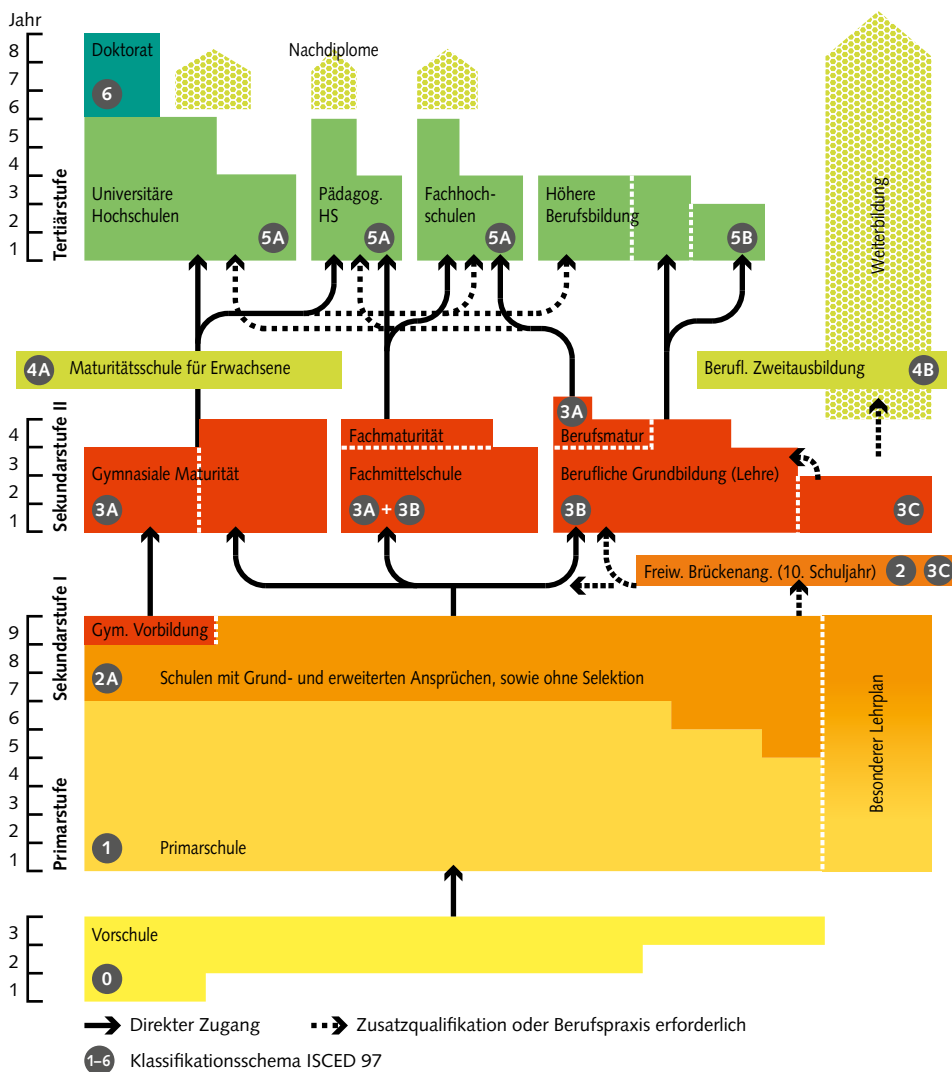 Jahr
8
7
6
5
4
3
2
1
Tertiärstufe
Doktorat
6
Nachdiplome
Universitäre
Hochschulen
5A
Pädagog.
HS
5A
Fachhoch-
schulen
5A
Höhere
Berufsbildung
5B
Weiterbildung
4A Maturitätsschule für Erwachsene
Berufl. Zweitausbildung 4B
4
3
2
1
Sekundarstufe II
Gymnasiale Maturität
3A
Fachmaturität
Fachmittelschule
3A + 3B
3A
Berufsmatur
Berufliche Grundbildung (Lehre)
3B
3C
Freiw. Brückenang. (10. Schuljahr) 2 3C
9
8
7
6
5
4
3
2
1
Sekundarstufe I
Primarstufe
Gym. Vorbildung
2A Schulen mit Grund- und erweiterten Ansprüchen, sowie ohne Selektion
Besonderer Lehrplan
1 Primarschule
3
2
1
Vorschule
0
Direkter Zugang
Zusatzqualifikation oder Berufspraxis erforderlich
1–6 Klassifikationsschema ISCED 97